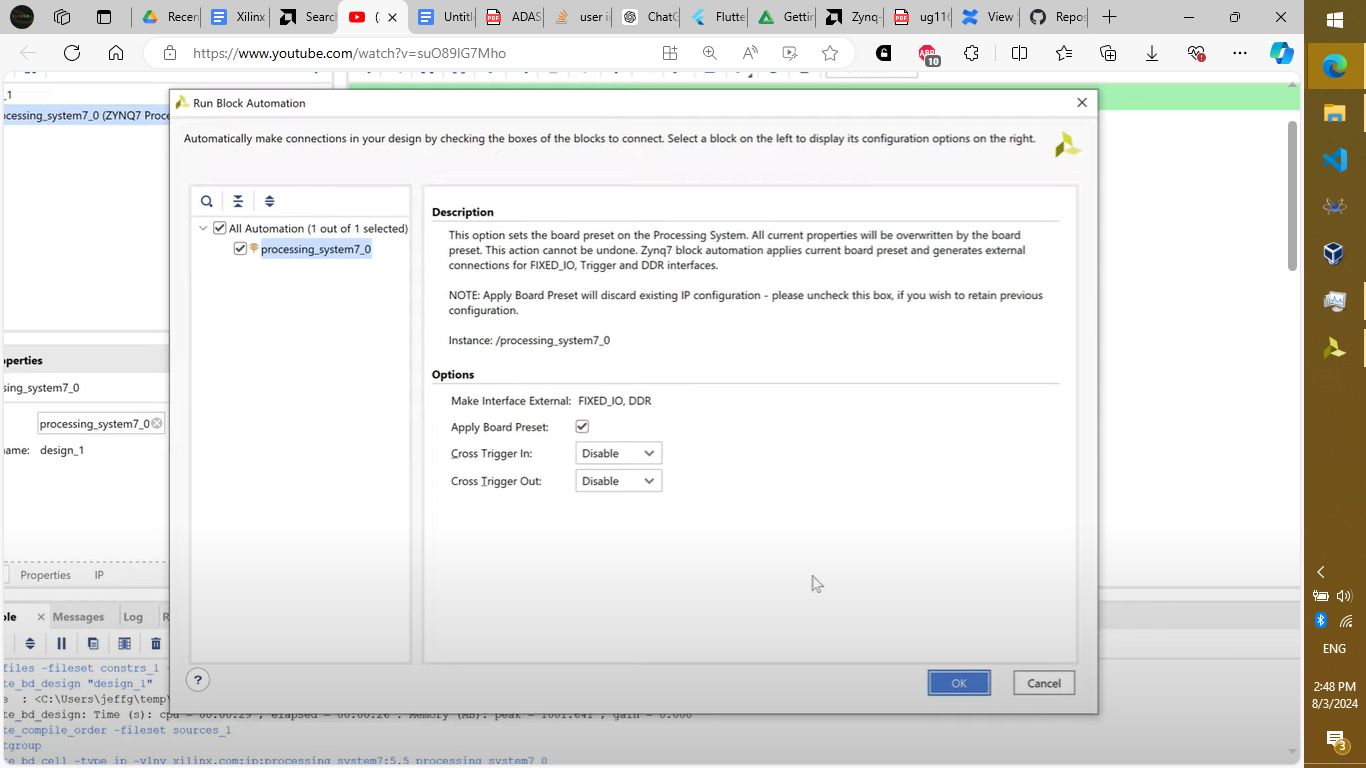 Recen
Xilinx
Searc
(
Untitl
ADAS
user i
ChatG
Flutte
Gettir
Zynq-
ug110
View
Repos
https://www.youtube.com/watch?v=suO89IG7Mho
10
_1
ocessing_system7_0 (ZYNQ7 Proce
Run Block Automation
Automatically make connections in your design by checking the boxes of the blocks to connect. Select a block on the left to display its configuration options on the right.
All Automation (1 out of 1 selected)
processing_system7_0
Description
This option sets the board preset on the Processing System. All current properties will be overwritten by the board
preset. This action cannot be undone. Zynq7 block automation applies current board preset and generates external
connections for FIXED_IO, Trigger and DDR interfaces.
NOTE: Apply Board Preset will discard existing IP configuration - please uncheck this box, if you wish to retain previous
configuration.
Instance: /processing_system7_0
Options
Make Interface External: FIXED_IO, DDR
Apply Board Preset:
Cross Trigger In: Disable
Cross Trigger Out: Disable
operties
sing_system7_0
processing_system7_0
ame: design_1
Properties IP
ole Messages Log R
files -fileset constrs_1 -
te_bd_design "design_1"
e : <C:\Users\jeffg\temp\
te_bd_design: Time (s): cpu = 00:00:29 ; elapsed = 00:00:26 . Memory (MB): peak = 1601.641 ; gain = 0.000
te_compile_order -fileset sources_1
tgroup
te_bd_cell -type ip -vlnv xilinx.com:ip:processing_system7:5.5 processing_system7_0
?
OK
Cancel
ENG
2:48 PM
8/3/2024
3